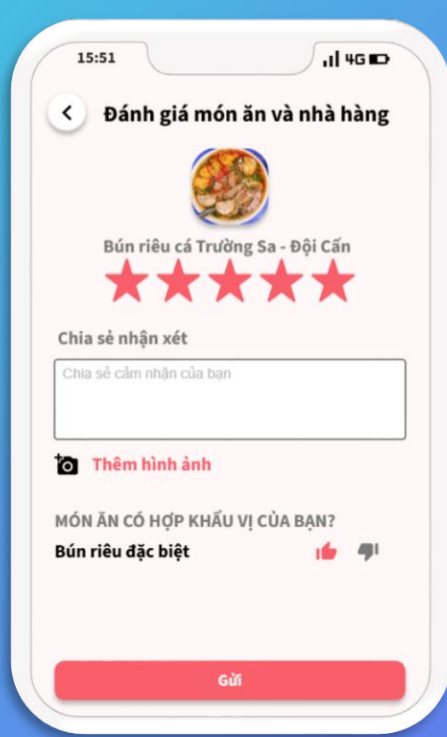 15:51
4G
Đánh giá món ăn và nhà hàng
Bún riêu cá Trường Sa - Đội Cấn
Chia sẻ nhận xét
Chia sẻ cảm nhận của bạn
Thêm hình ảnh
MÓN ĂN CÓ HỢP KHẨU VỊ CỦA BẠN?
Bún riêu đặc biệt
Gửi